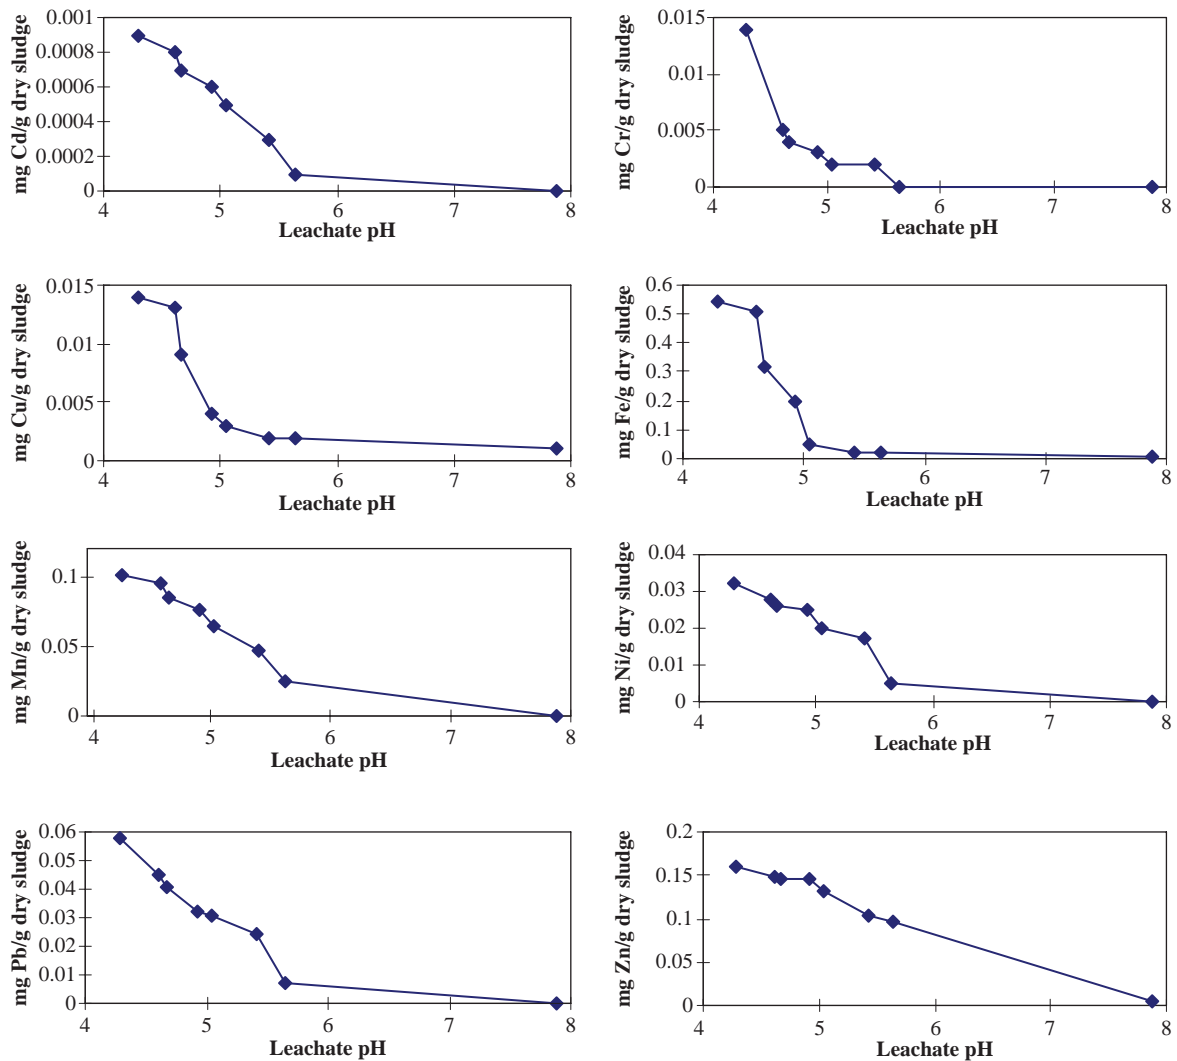 mg Cd/g dry sludge
0.001
0.0008
0.0006
0.0004
0.0002
0
4 5 6 7 8
Leachate pH
mg Cr/g dry sludge
0.015
0.01
0.005
0
4 5 6 7 8
Leachate pH
mg Cu/g dry sludge
0.015
0.01
0.005
0
4 5 6 7 8
Leachate pH
mg Fe/g dry sludge
0.6
0.5
0.4
0.3
0.2
0.1
0
4 5 6 7 8
Leachate pH
mg Mn/g dry sludge
0.1
0.05
0
4 5 6 7 8
Leachate pH
mg Ni/g dry sludge
0.04
0.03
0.02
0.01
0
4 5 6 7 8
Leachate pH
mg Pb/g dry sludge
0.06
0.05
0.04
0.03
0.02
0.01
0
4 5 6 7 8
Leachate pH
mg Zn/g dry sludge
0.2
0.15
0.1
0.05
0
4 5 6 7 8
Leachate pH